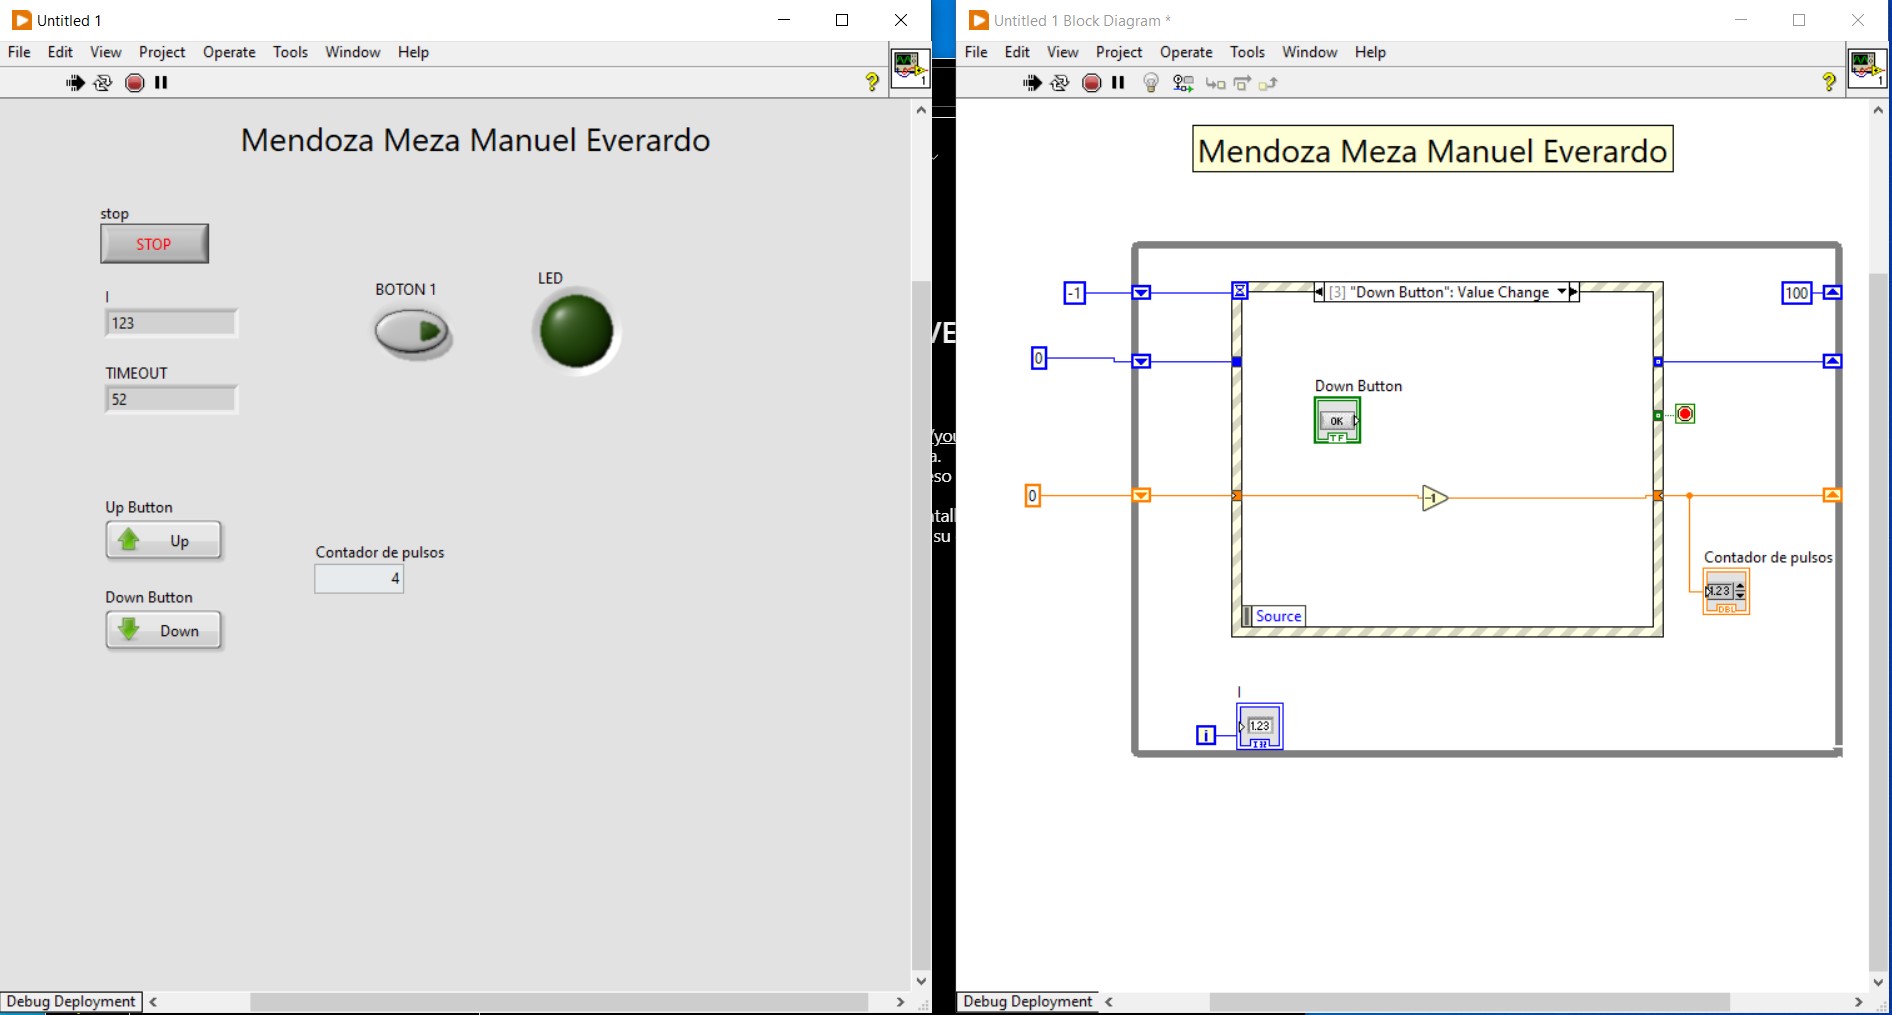 Untitled 1
File Edit View Project Operate Tools Window Help
1
Mendoza Meza Manuel Everardo
stop
STOP
I
123
TIMEOUT
52
BOTON 1
LED
Up Button
Up
Down Button
Down
Contador de pulsos
4
Debug Deployment
VE
/you
a.
eso
ntall
su
Untitled 1 Block Diagram *
File Edit View Project Operate Tools Window Help
1
Mendoza Meza Manuel Everardo
-1
[3] "Down Button": Value Change
100
0
Down Button
OK
TF
0
-1
Contador de pulsos
1.23
DBL
Source
I
i
1.23
I32
Debug Deployment